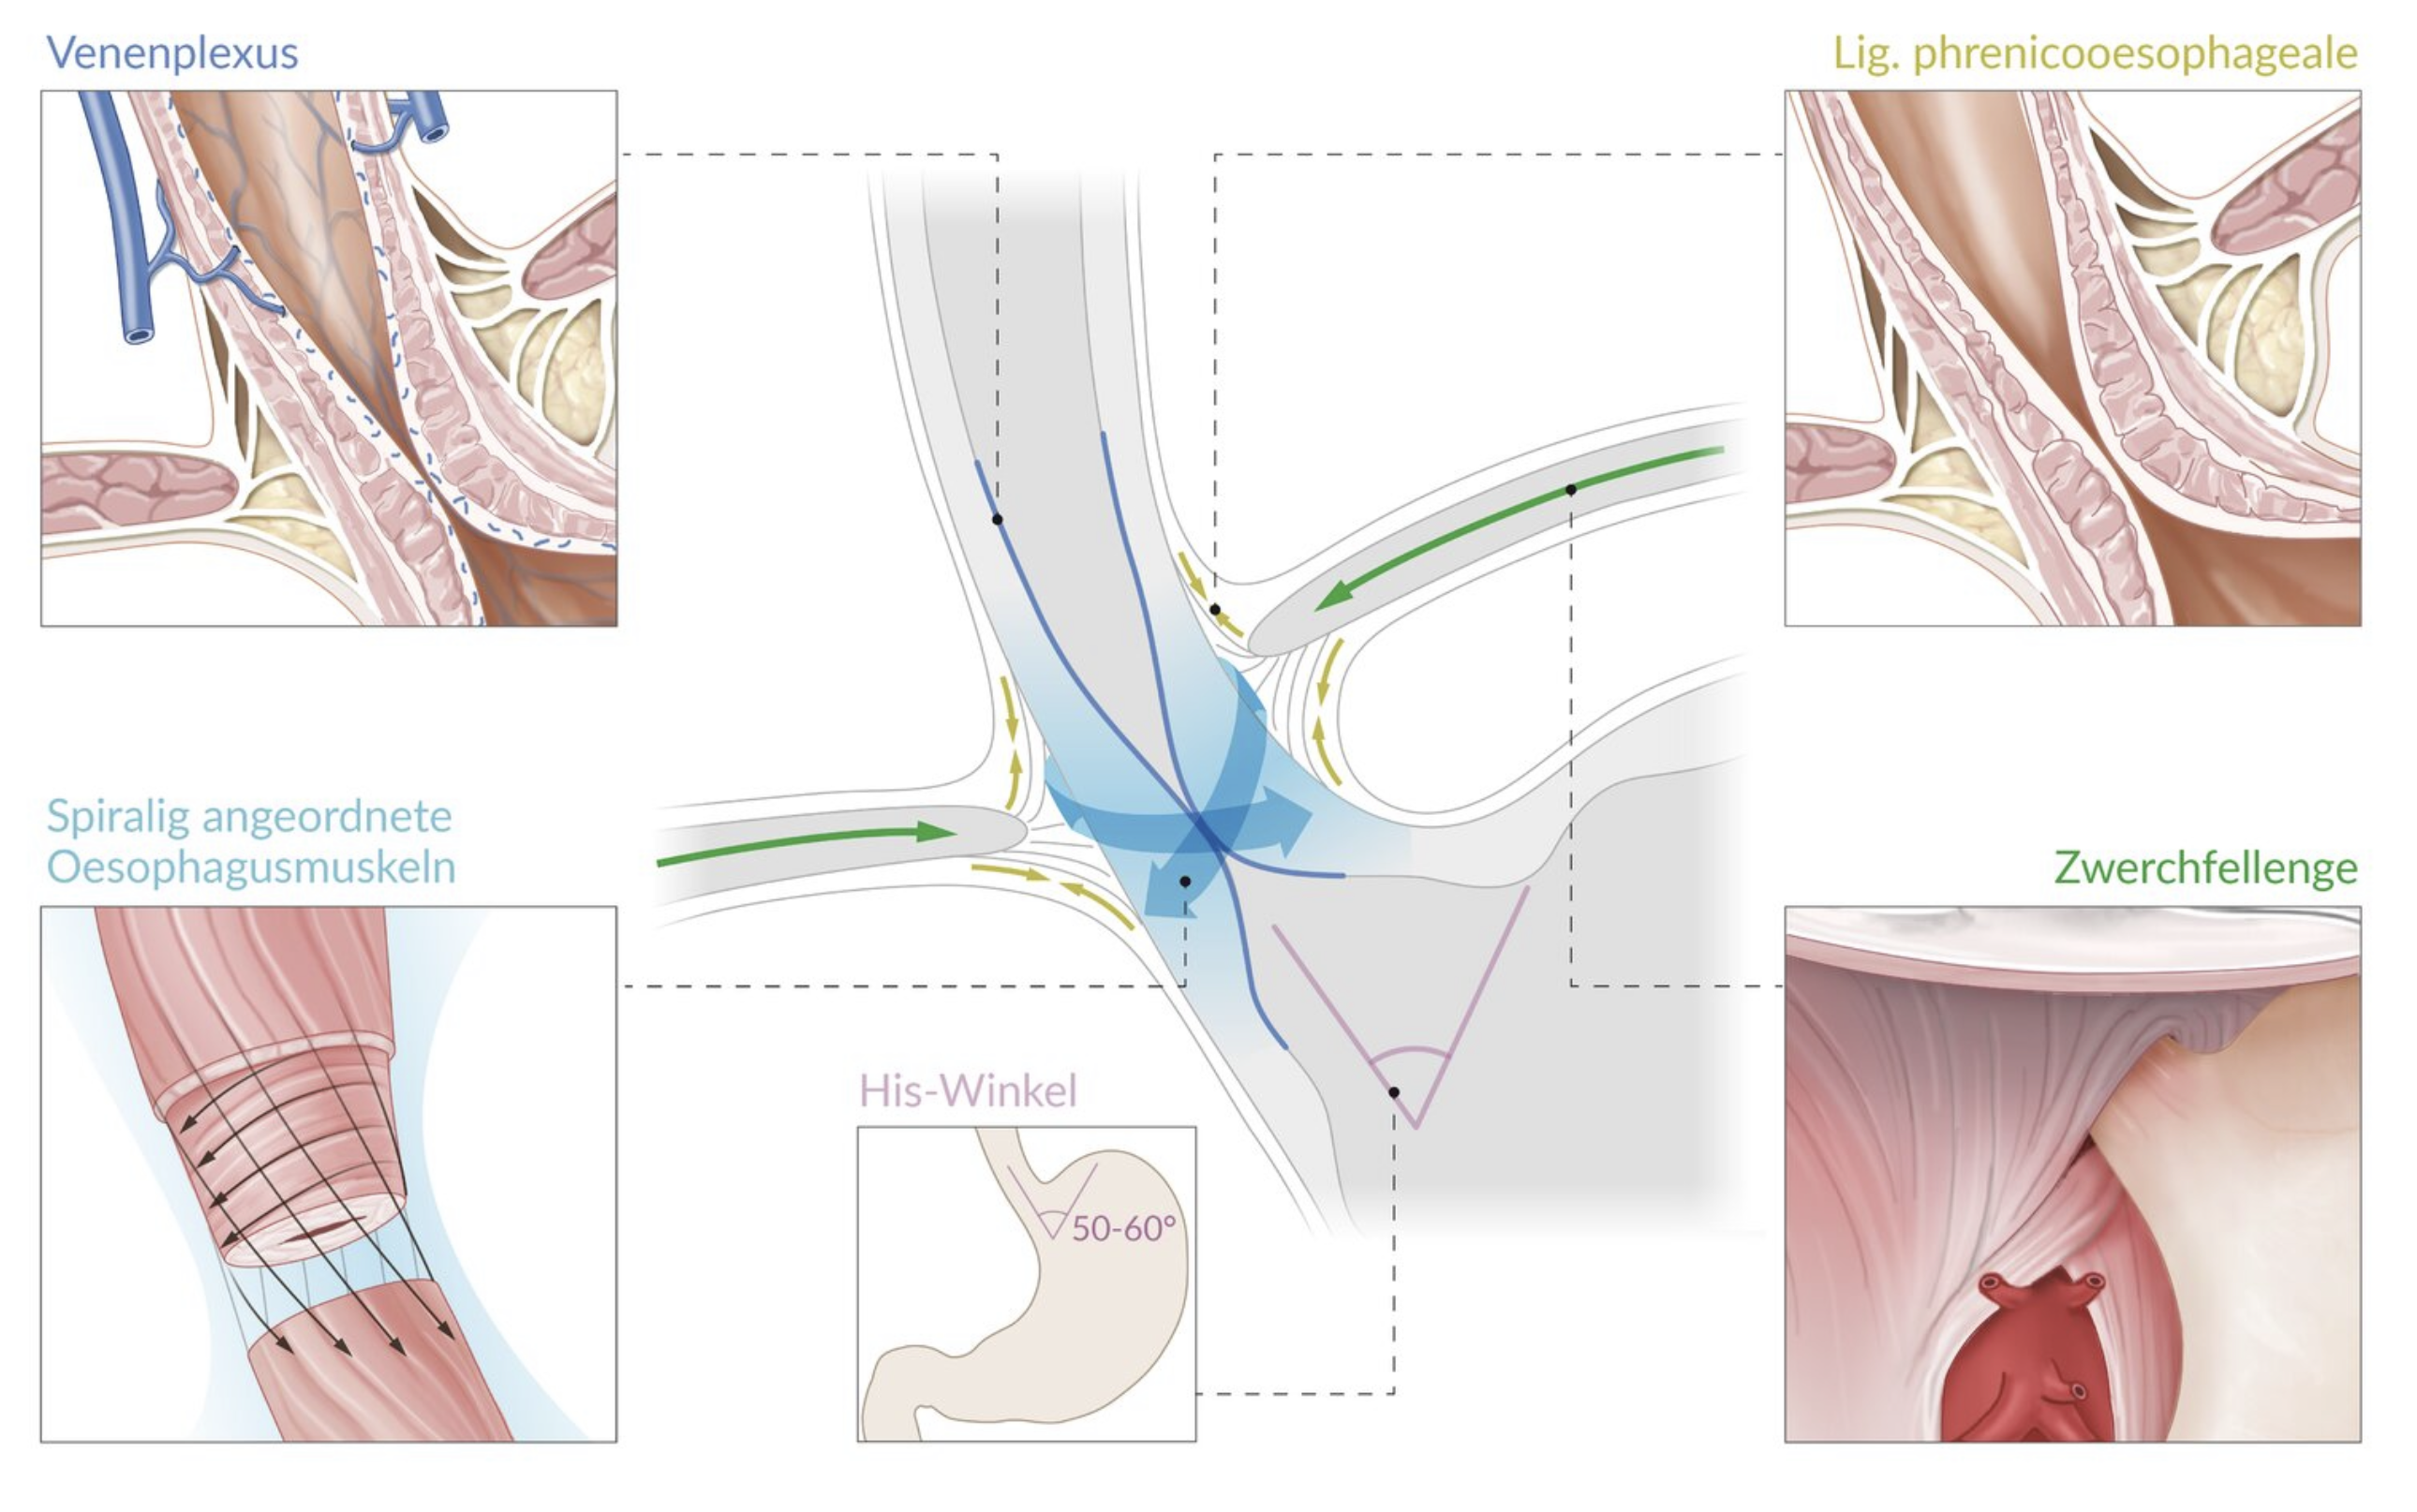 Venenplexus
Lig. phrenicooesophageale
Spiralig angeordnete
Oesophagusmuskeln
Zwerchfellenge
His-Winkel
50-60°